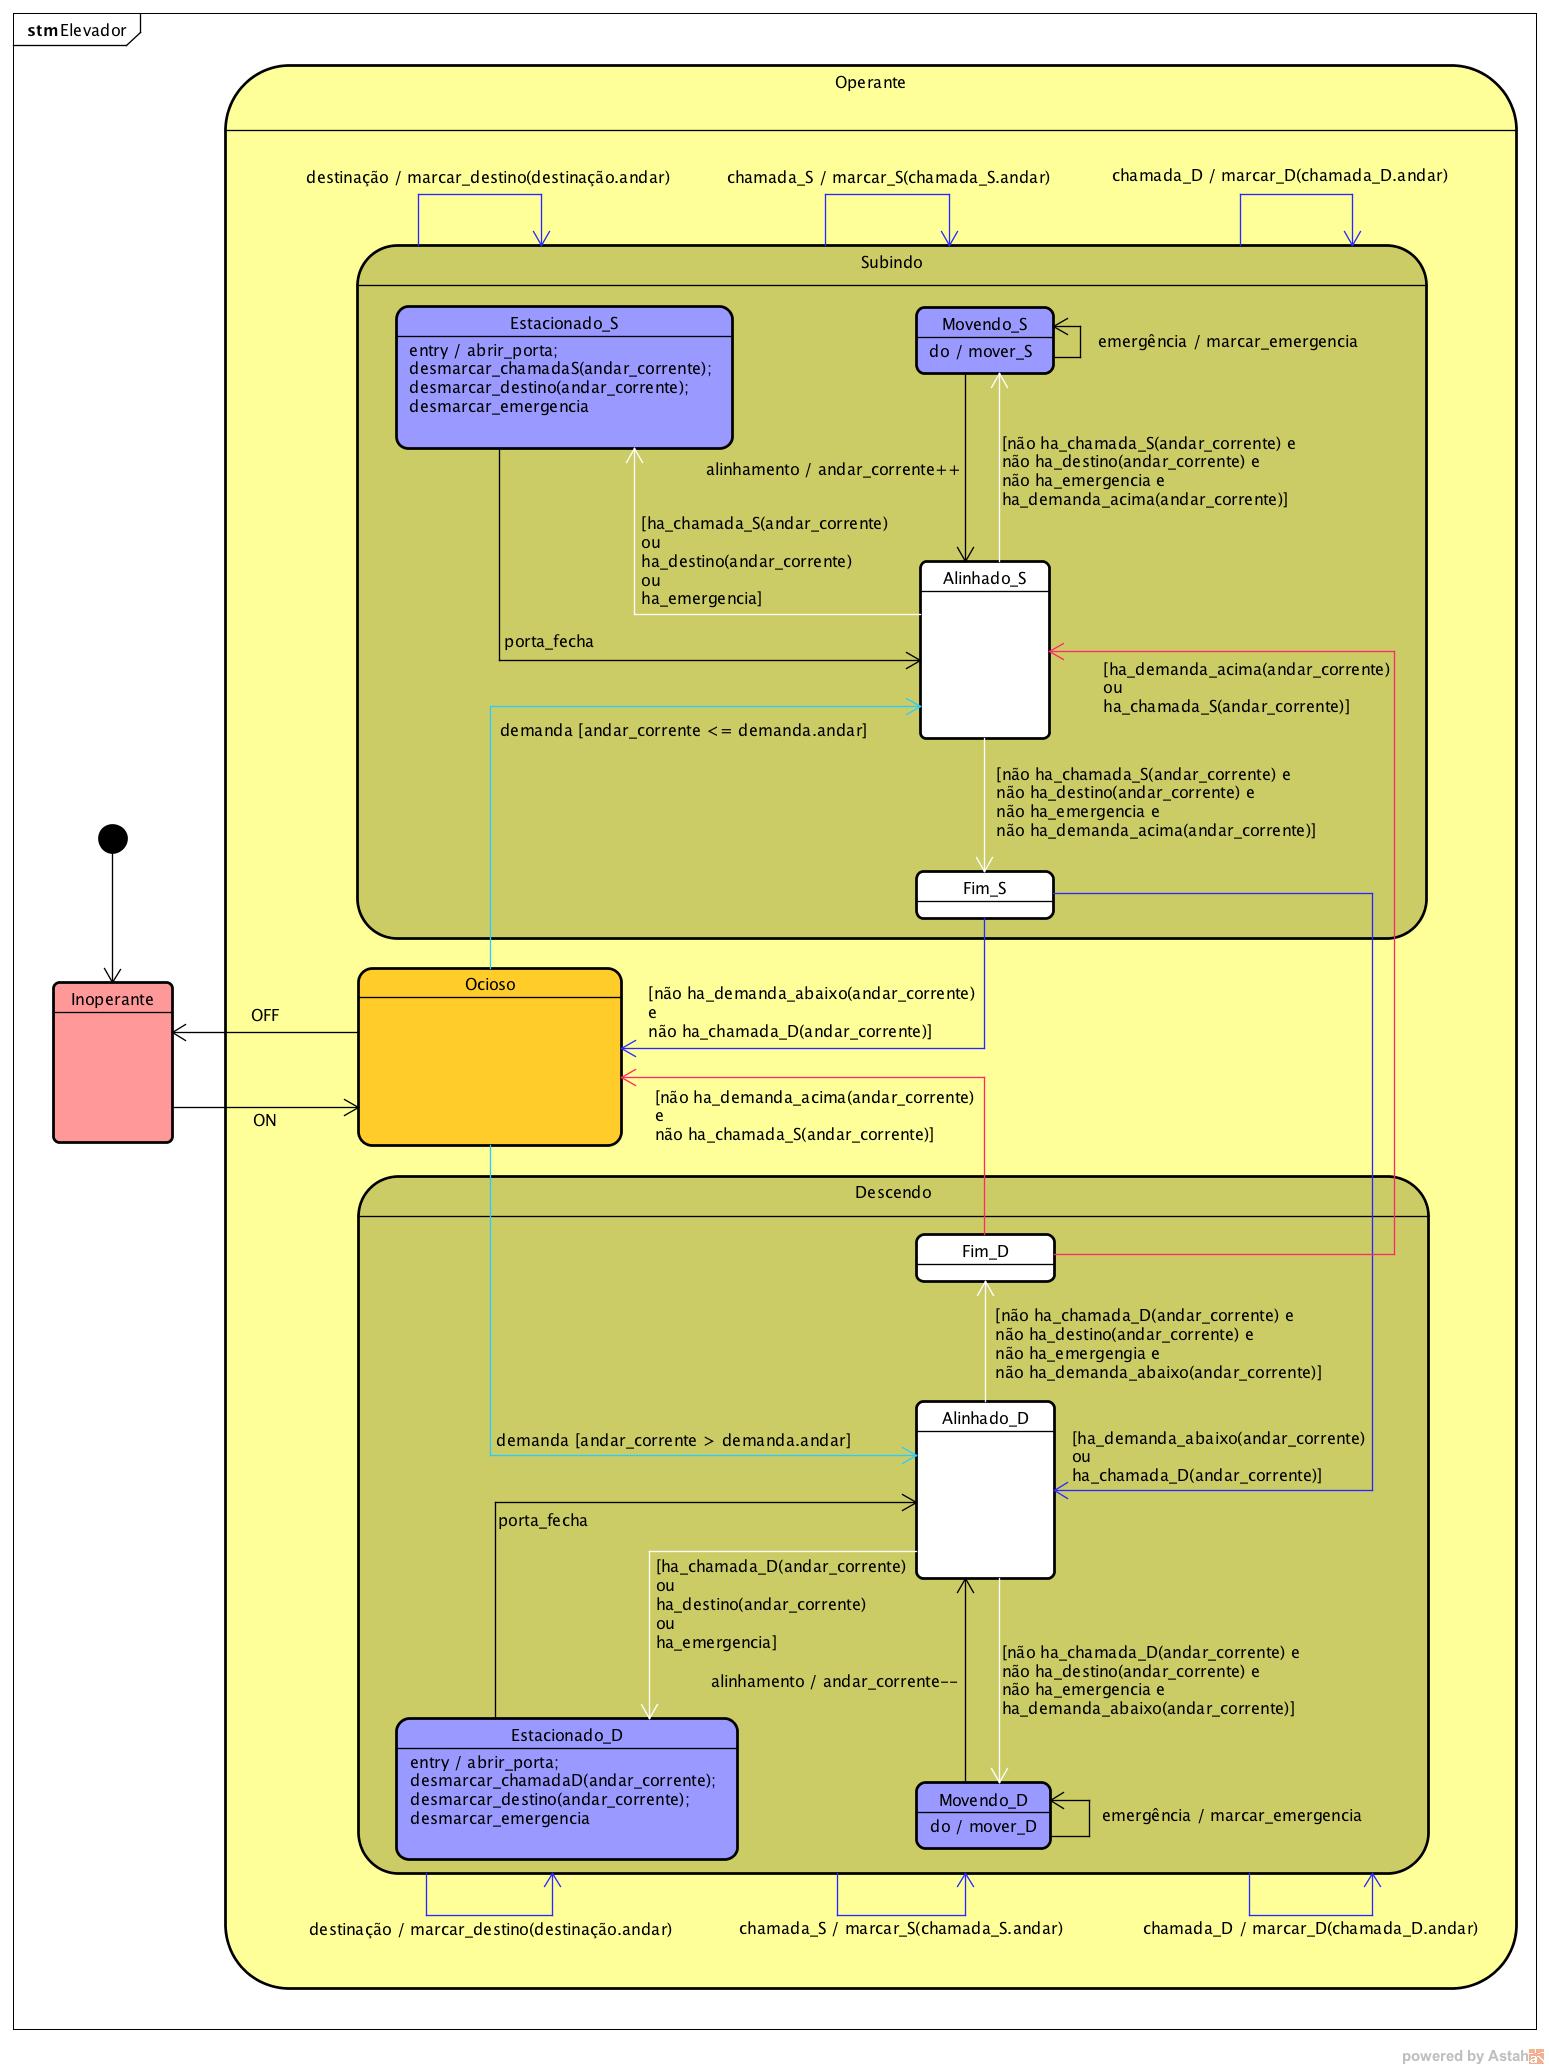 stm Elevador
Operante
destinação / marcar_destino(destinação.andar)
chamada_S / marcar_S(chamada_S.andar)
chamada_D / marcar_D(chamada_D.andar)
Subindo
Estacionado_S
entry / abrir_porta;
desmarcar_chamadaS(andar_corrente);
desmarcar_destino(andar_corrente);
desmarcar_emergencia
Movendo_S
do / mover_S
emergência / marcar_emergencia
alinhamento / andar_corrente++
[não ha_chamada_S(andar_corrente) e
não ha_destino(andar_corrente) e
não ha_emergencia e
ha_demanda_acima(andar_corrente)]
[ha_chamada_S(andar_corrente)
ou
ha_destino(andar_corrente)
ou
ha_emergencia]
Alinhado_S
porta_fecha
[ha_demanda_acima(andar_corrente)
ou
ha_chamada_S(andar_corrente)]
demanda [andar_corrente <= demanda.andar]
[não ha_chamada_S(andar_corrente) e
não ha_destino(andar_corrente) e
não ha_emergencia e
não ha_demanda_acima(andar_corrente)]
Fim_S
Inoperante
OFF
ON
Ocioso
[não ha_demanda_abaixo(andar_corrente)
e
não ha_chamada_D(andar_corrente)]
[não ha_demanda_acima(andar_corrente)
e
não ha_chamada_S(andar_corrente)]
Descendo
Fim_D
[não ha_chamada_D(andar_corrente) e
não ha_destino(andar_corrente) e
não ha_emergengia e
não ha_demanda_abaixo(andar_corrente)]
Alinhado_D
demanda [andar_corrente > demanda.andar]
[ha_demanda_abaixo(andar_corrente)
ou
ha_chamada_D(andar_corrente)]
porta_fecha
[ha_chamada_D(andar_corrente)
ou
ha_destino(andar_corrente)
ou
ha_emergencia]
alinhamento / andar_corrente--
[não ha_chamada_D(andar_corrente) e
não ha_destino(andar_corrente) e
não ha_emergencia e
ha_demanda_abaixo(andar_corrente)]
Estacionado_D
entry / abrir_porta;
desmarcar_chamadaD(andar_corrente);
desmarcar_destino(andar_corrente);
desmarcar_emergencia
Movendo_D
do / mover_D
emergência / marcar_emergencia
destinação / marcar_destino(destinação.andar)
chamada_S / marcar_S(chamada_S.andar)
chamada_D / marcar_D(chamada_D.andar)
powered by Astah